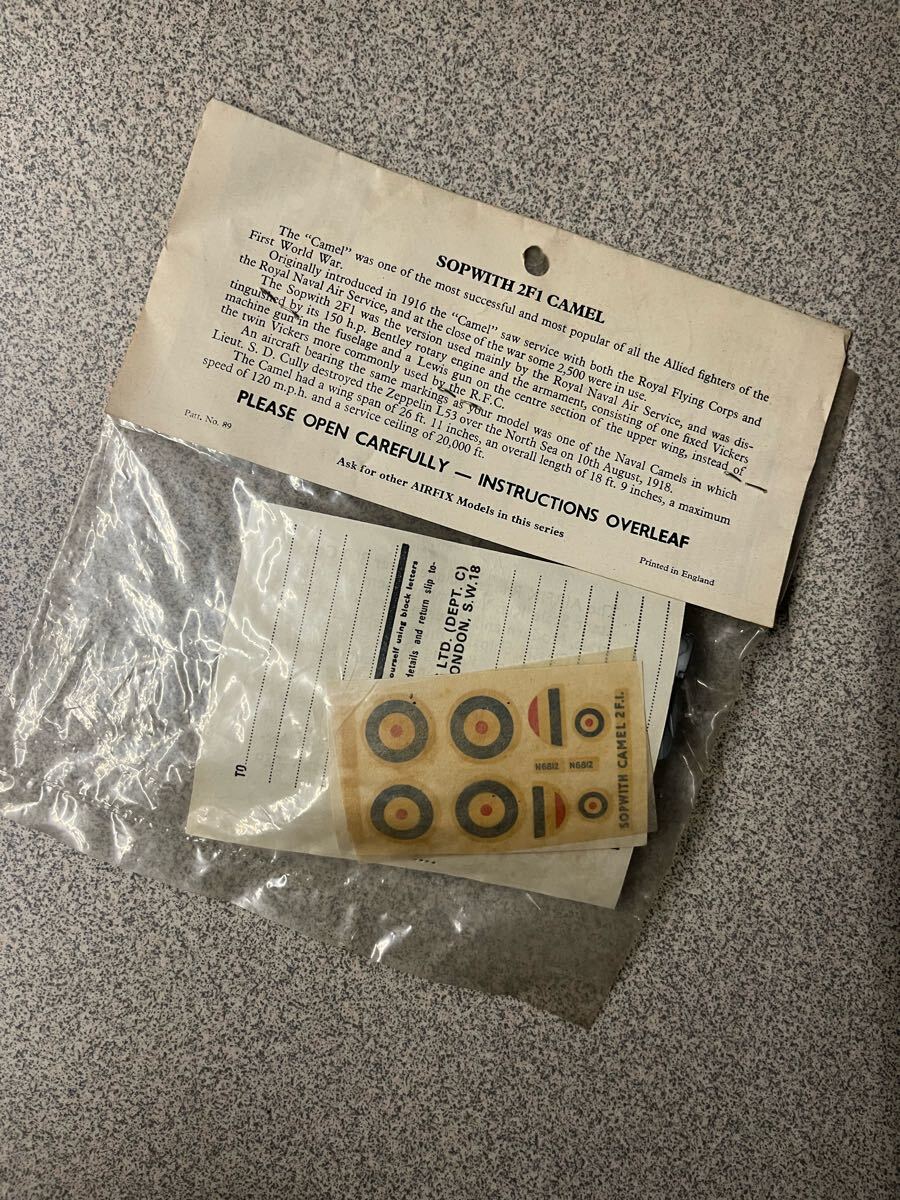 SOPWITH 2F1 CAMEL
The "Camel" was one of the most successful and most popular of all the Allied fighters of the
First World War.
Originally introduced in 1916 the "Camel" saw service with both the Royal Flying Corps and
the Royal Naval Air Service, and at the close of the war some 2,500 were in use.
The Sopwith 2F1 was the version used mainly by the Royal Naval Air Service, and was dis-
tinguished by its 150 h.p. Bentley rotary engine and the armament, consisting of one fixed Vickers
machine gun in the fuselage and a Lewis gun on the centre section of the upper wing, instead of
the twin Vickers more commonly used by the R.F.C.
An aircraft bearing the same markings as your model was one of the Naval Camels in which
Lieut. S. D. Cully destroyed the Zeppelin L53 over the North Sea on 10th August, 1918.
The Camel had a wing span of 26 ft. 11 inches, an overall length of 18 ft. 9 inches, a maximum
speed of 120 m.p.h. and a service ceiling of 20,000 ft.
PLEASE OPEN CAREFULLY — INSTRUCTIONS OVERLEAF
Patt. No. 89
Ask for other AIRFIX Models in this series
Printed in England
TO
ourself using block letters
details and return slip to-
LTD. (DEPT. C)
ONDON, S.W.18
N6812 N6812
SOPWITH CAMEL 2F.I.